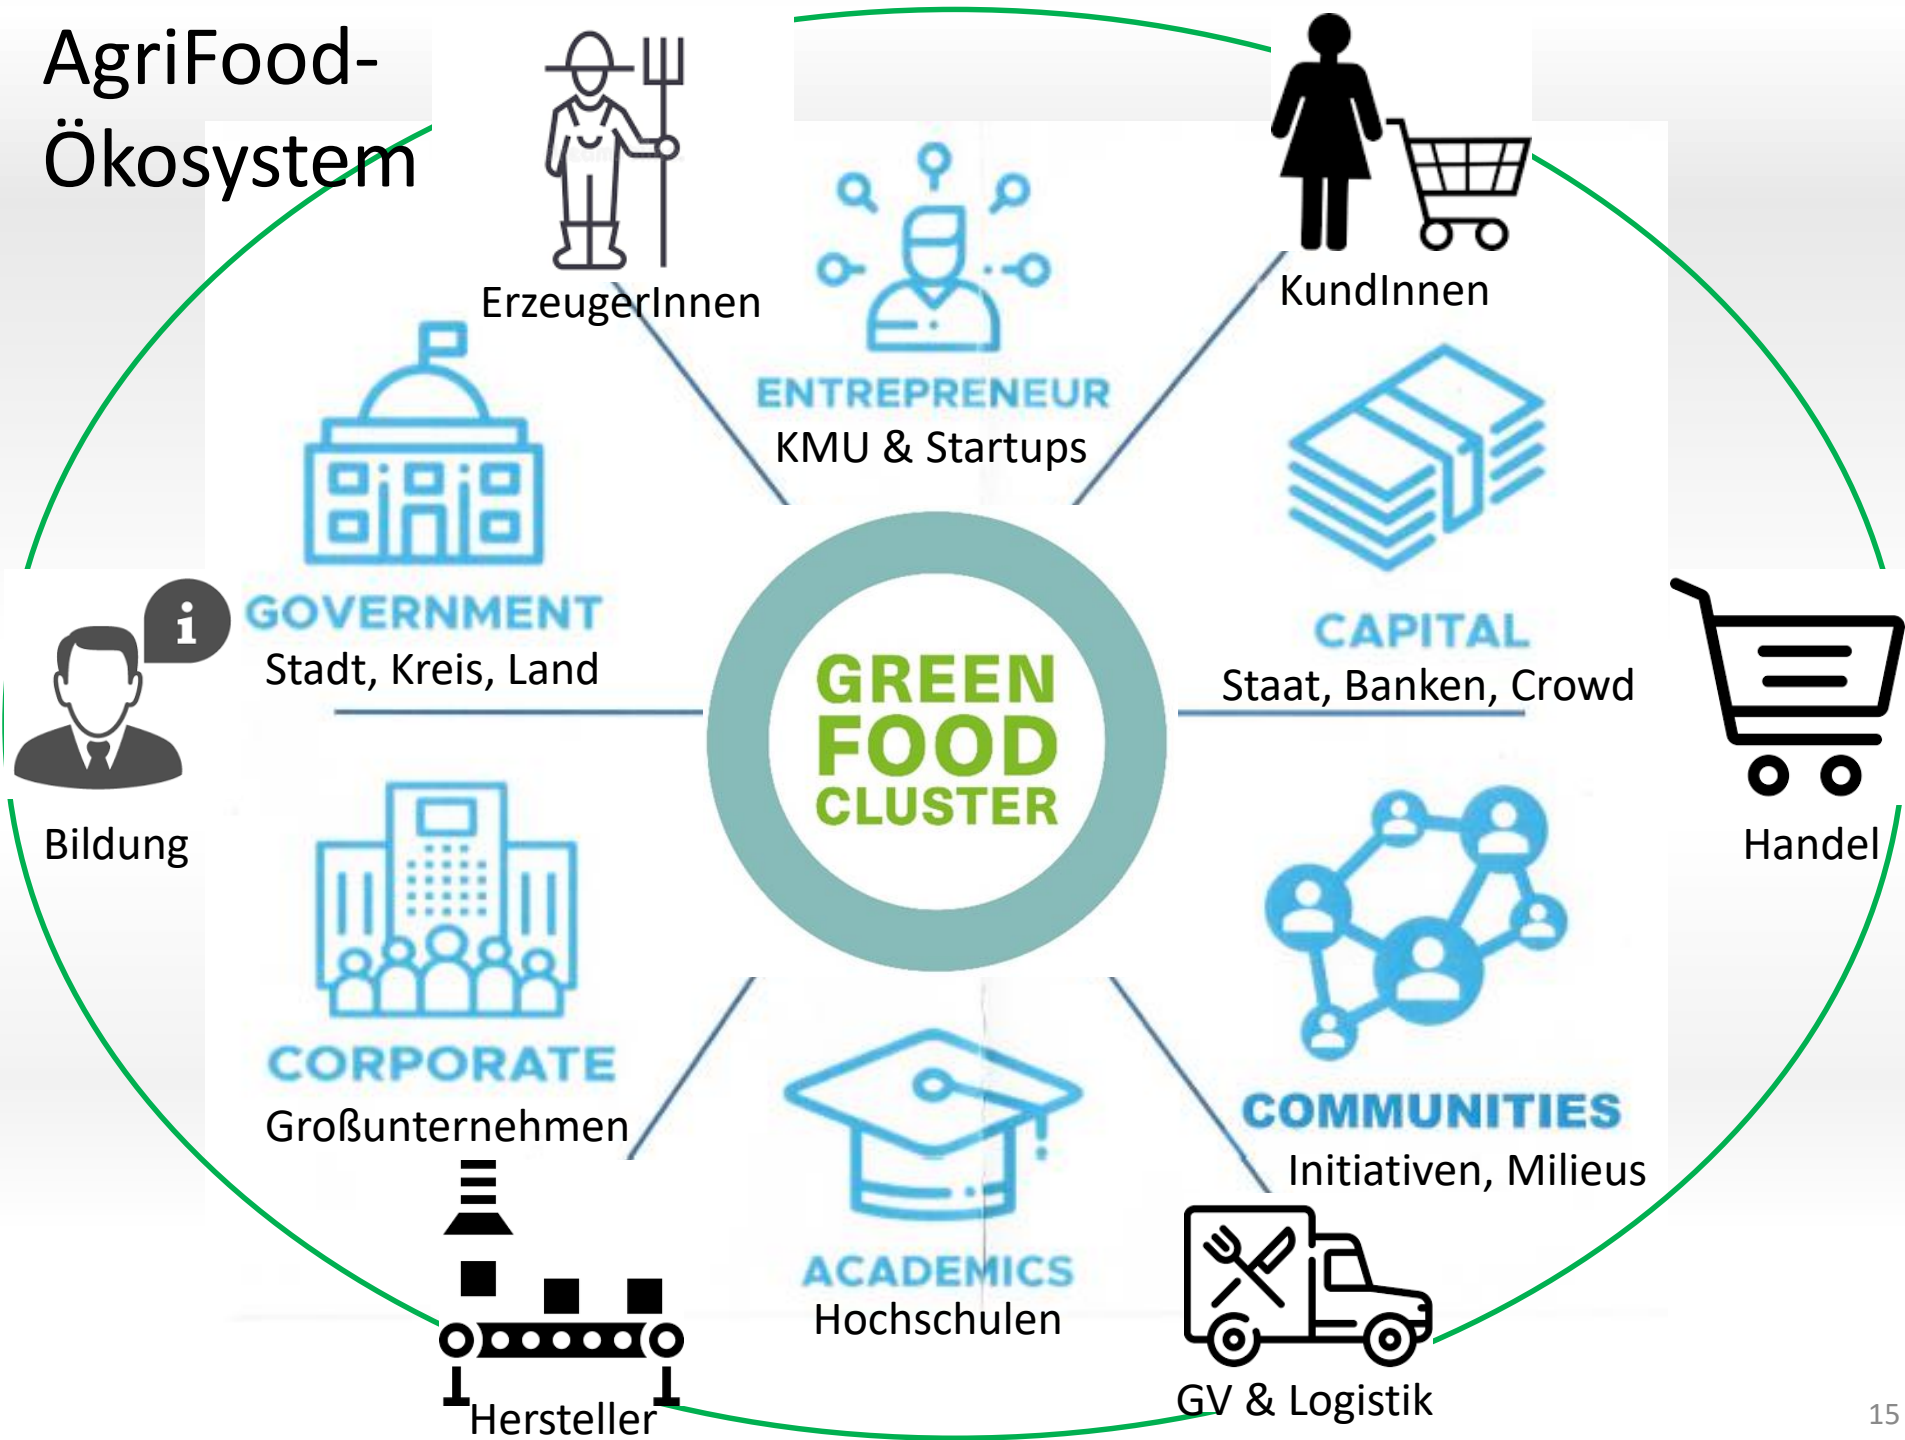 AgriFood-
Ökosystem
ErzeugerInnen
KundInnen
ENTREPRENEUR
KMU & Startups
GOVERNMENT
Stadt, Kreis, Land
CAPITAL
Staat, Banken, Crowd
i
GREEN
FOOD
CLUSTER
Bildung
Handel
CORPORATE
Großunternehmen
COMMUNITIES
Initiativen, Milieus
ACADEMICS
Hochschulen
Hersteller
GV & Logistik
15